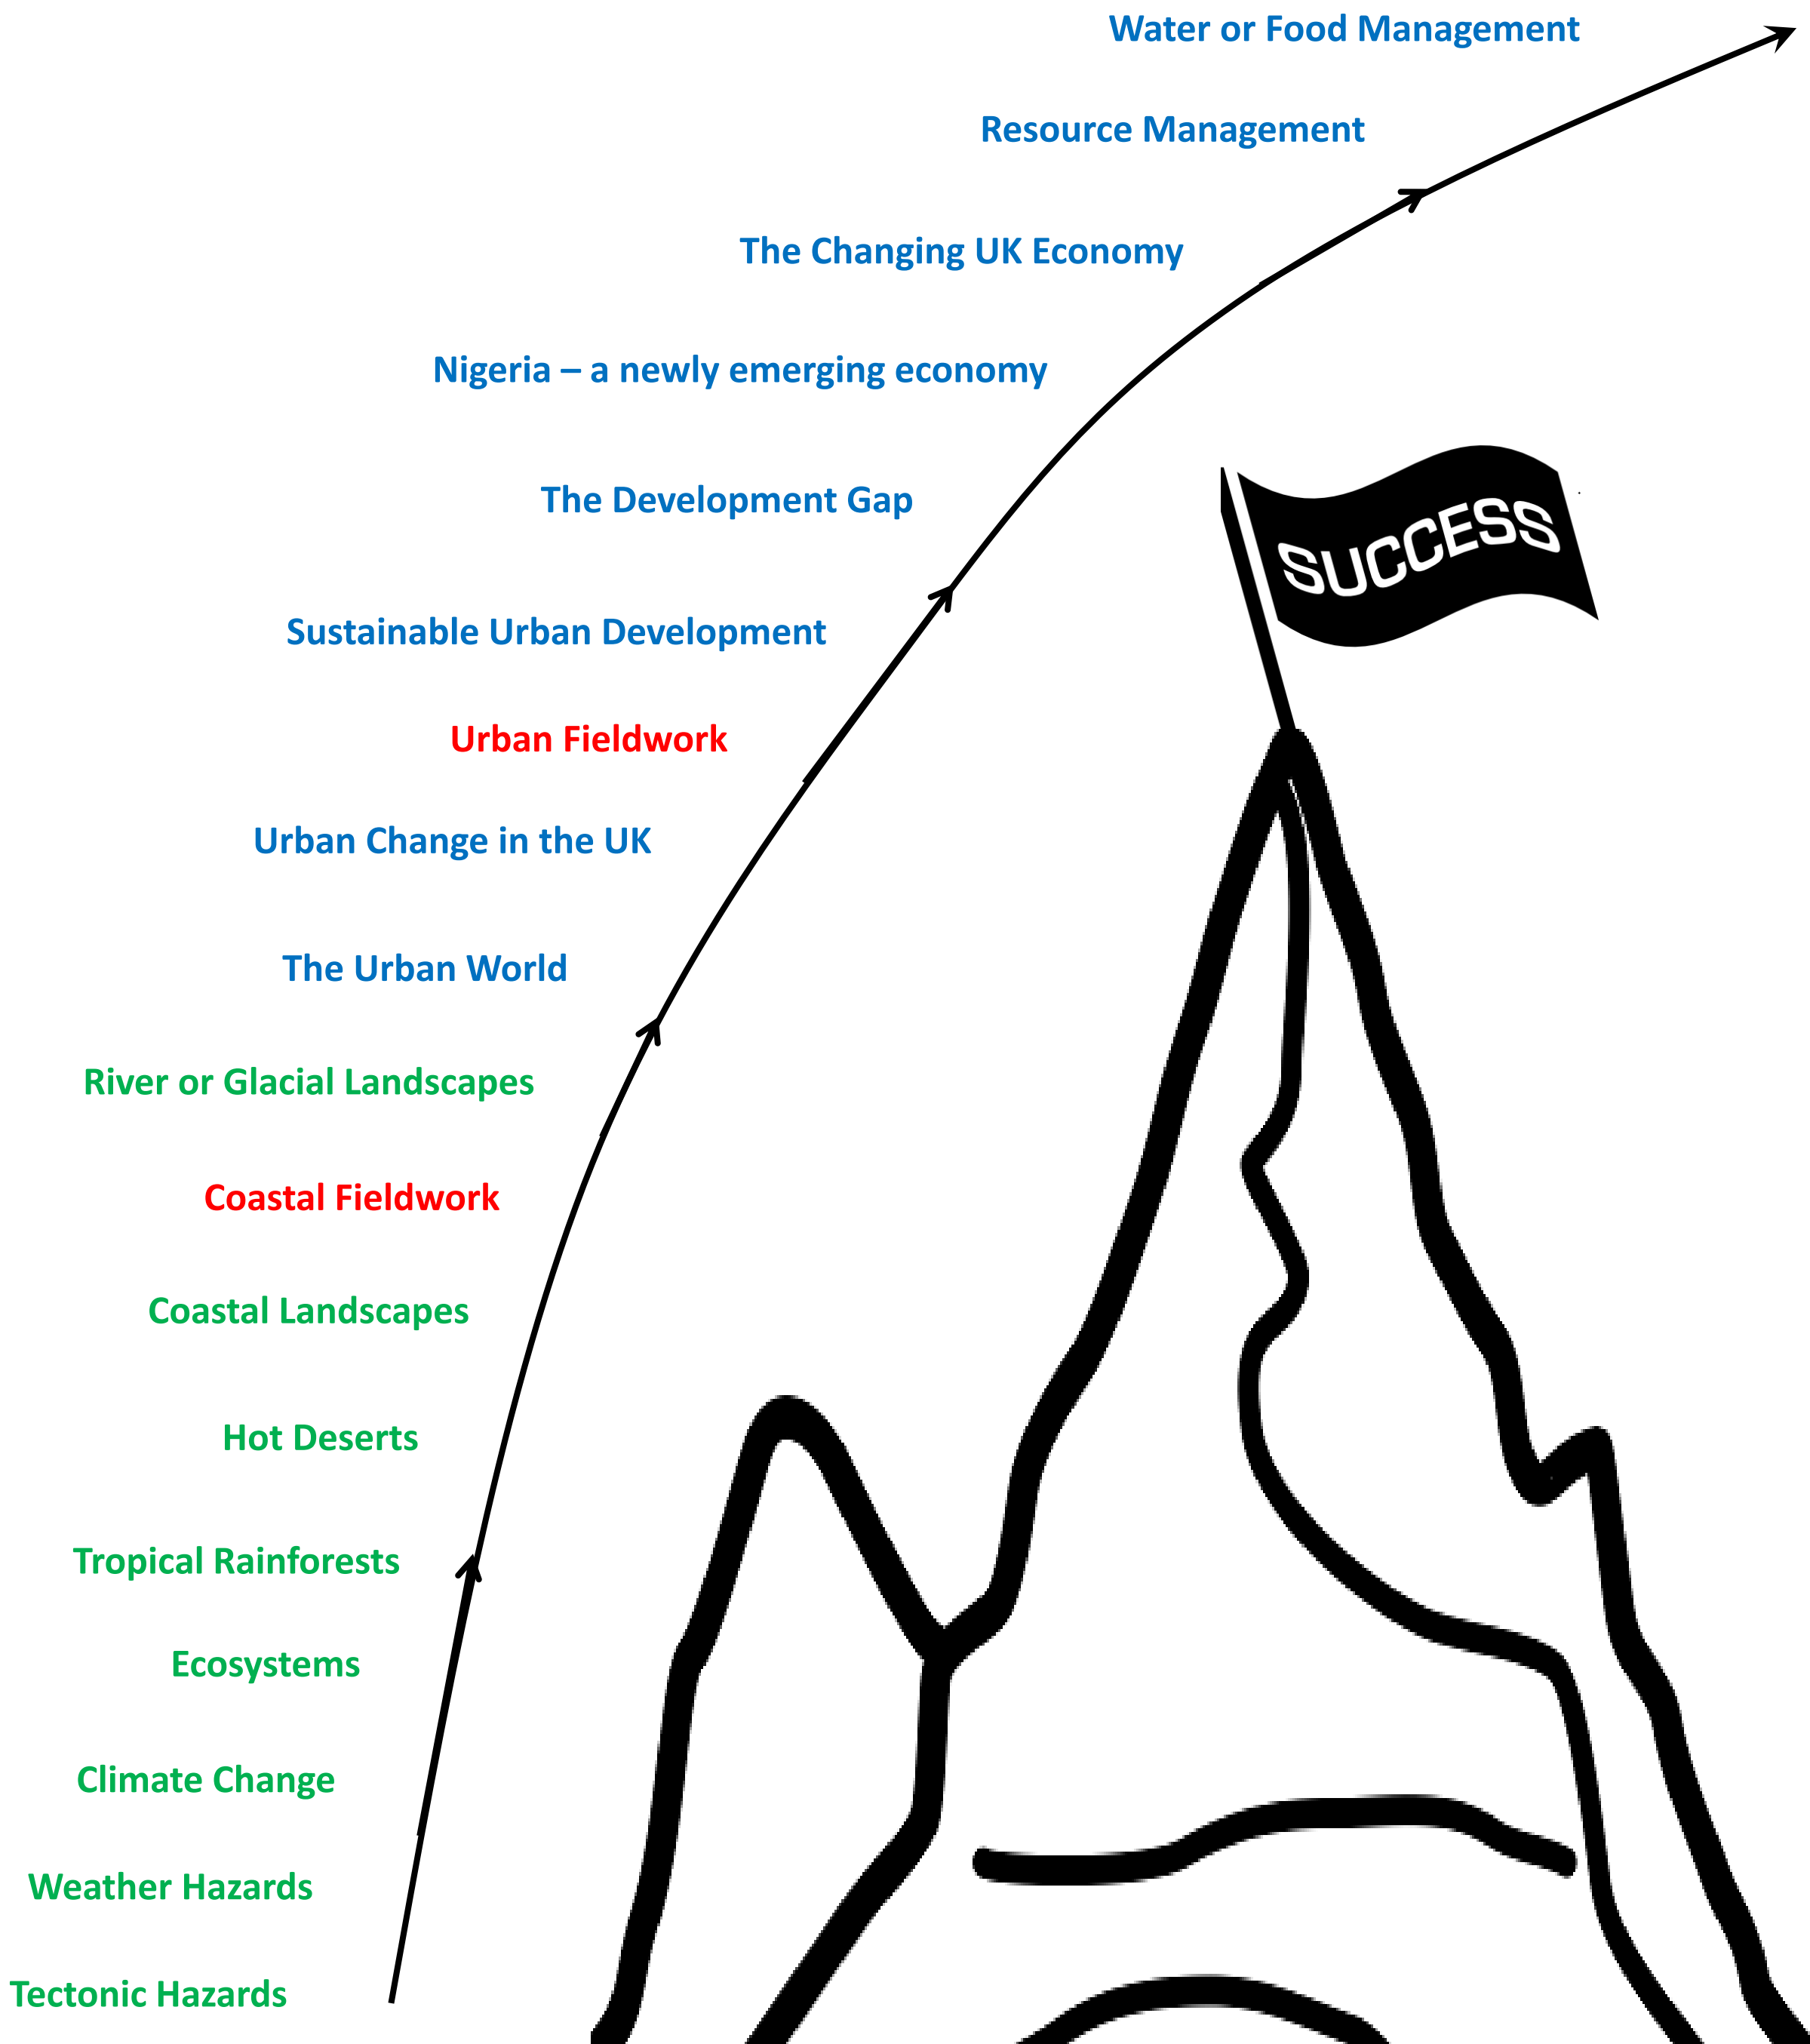 Water or Food Management
Resource Management
The Changing UK Economy
Nigeria – a newly emerging economy
The Development Gap
SUCCESS
Sustainable Urban Development
Urban Fieldwork
Urban Change in the UK
The Urban World
River or Glacial Landscapes
Coastal Fieldwork
Coastal Landscapes
Hot Deserts
Tropical Rainforests
Ecosystems
Climate Change
Weather Hazards
Tectonic Hazards